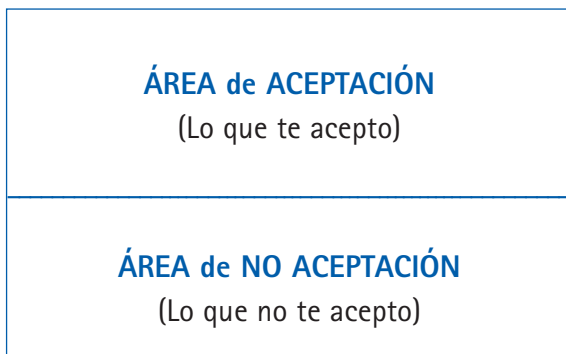 ÁREA de ACEPTACIÓN
(Lo que te acepto)
ÁREA de NO ACEPTACIÓN
(Lo que no te acepto)